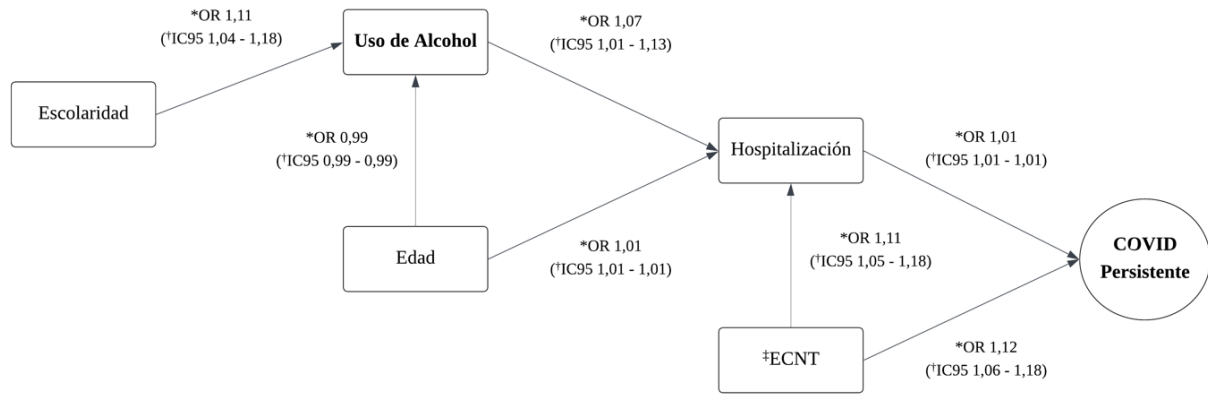 *OR 1,11
(†IC95 1,04 - 1,18)
Uso de Alcohol
*OR 1,07
(†IC95 1,01 - 1,13)
Escolaridad
*OR 0,99
(†IC95 0,99 - 0,99)
Hospitalización
*OR 1,01
(†IC95 1,01 - 1,01)
Edad
*OR 1,01
(†IC95 1,01 - 1,01)
*OR 1,11
(†IC95 1,05 - 1,18)
COVID
Persistente
‡ECNT
*OR 1,12
(†IC95 1,06 - 1,18)